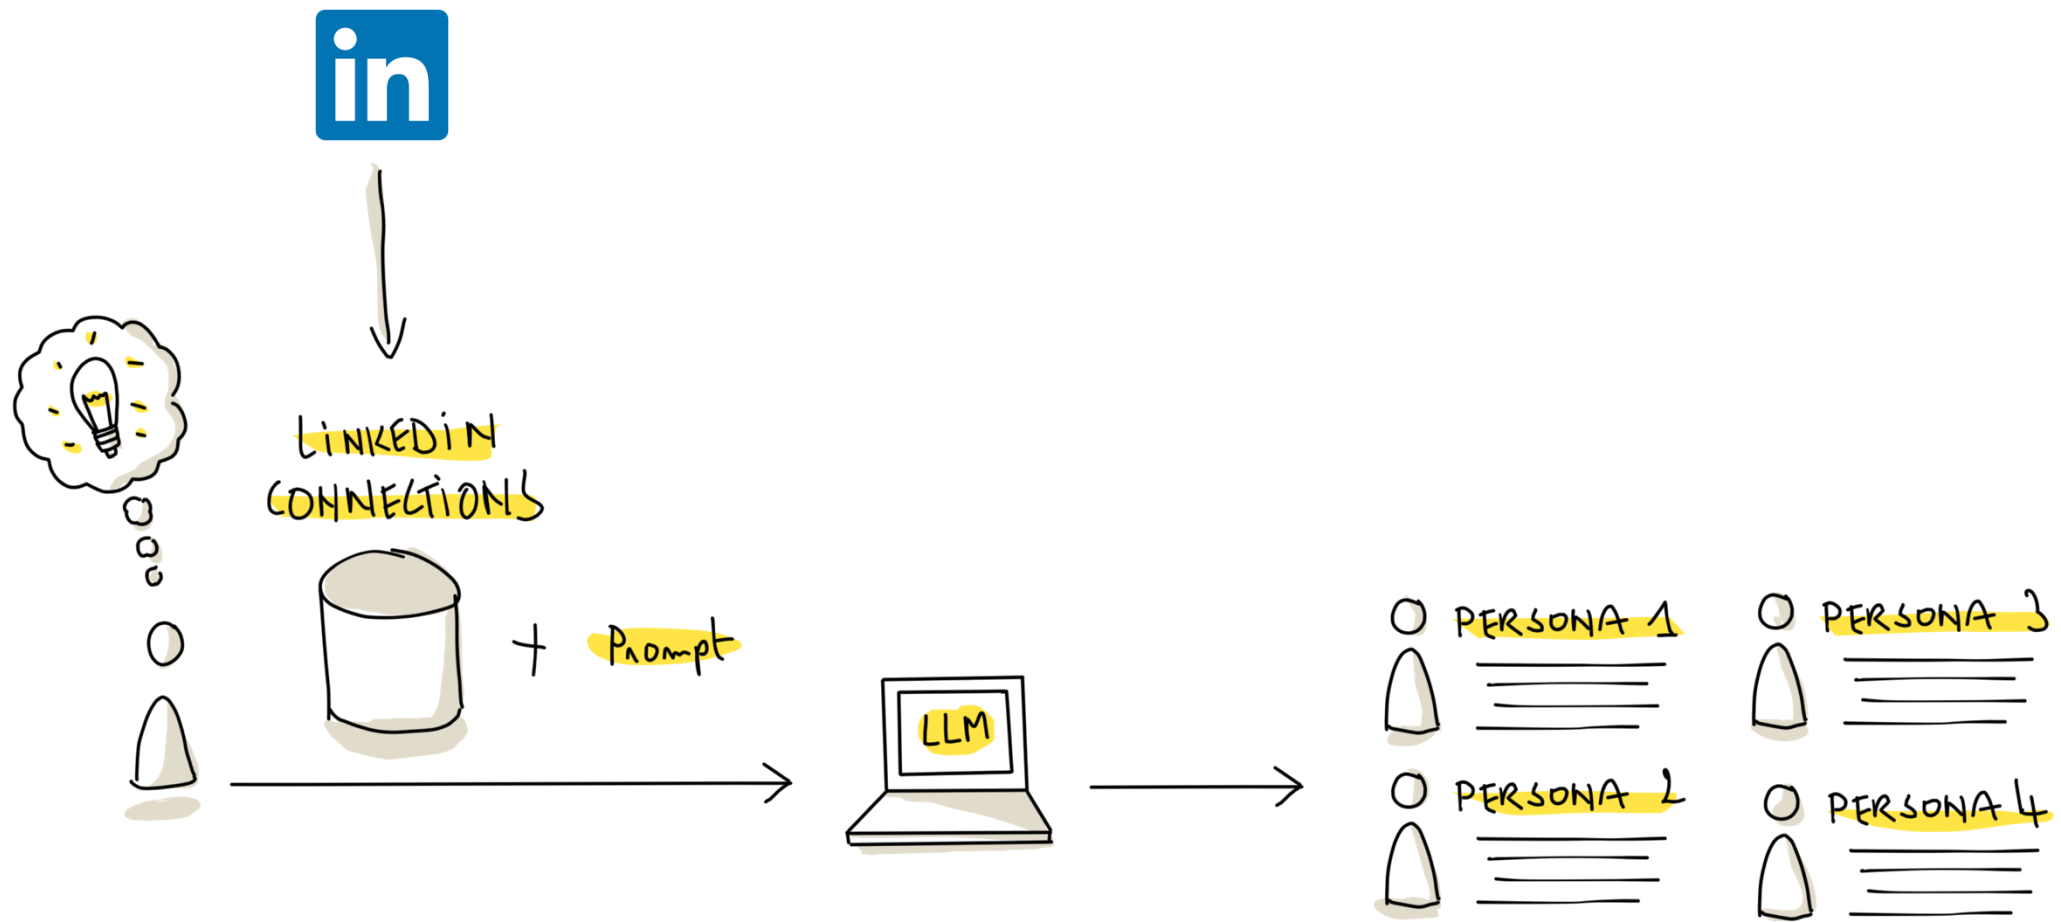 in
LiNKEDiN
CONNECTiONS
+ Prompt
LLM
PERSONA 1
PERSONA 3
PERSONA 2
PERSONA 4